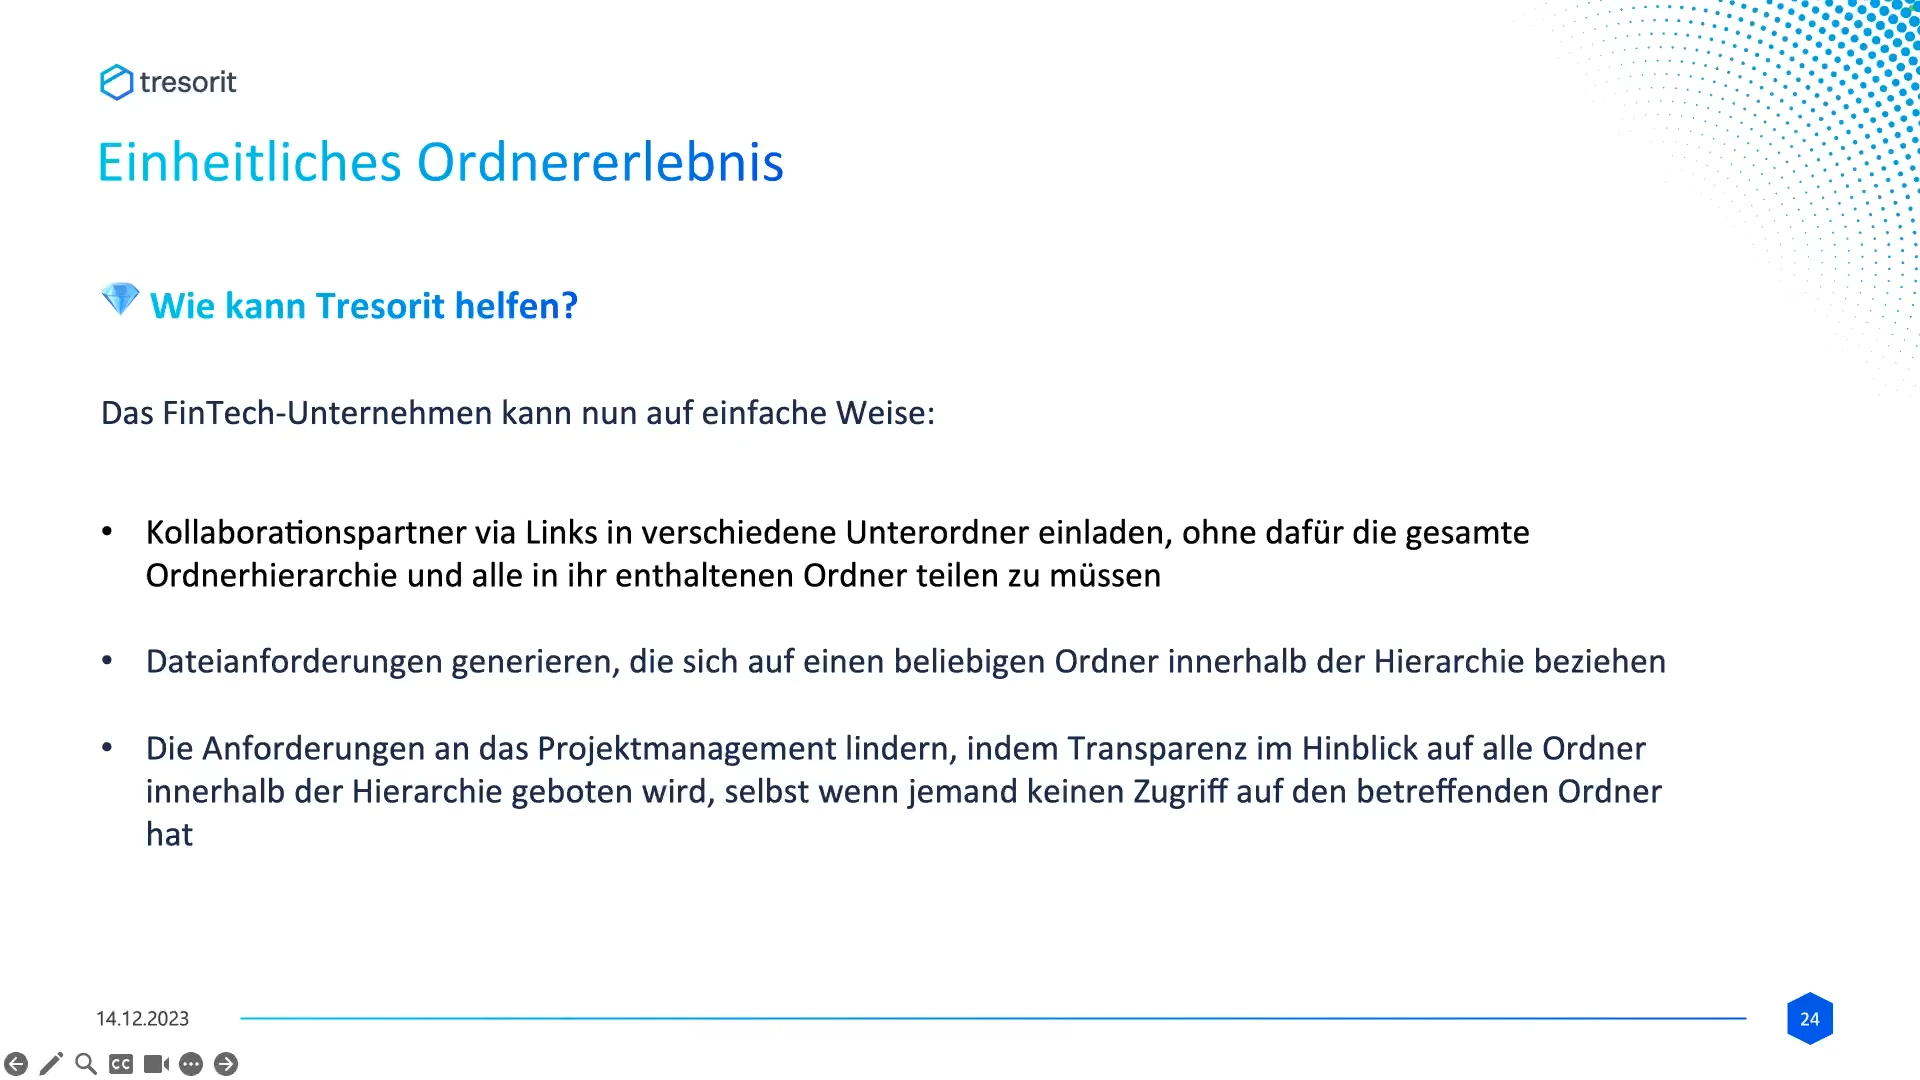 tresorit
Einheitliches Ordnererlebnis
Wie kann Tresorit helfen?
Das FinTech-Unternehmen kann nun auf einfache Weise:
• Kollaborationspartner via Links in verschiedene Unterordner einladen, ohne dafür die gesamte
Ordnerhierarchie und alle in ihr enthaltenen Ordner teilen zu müssen
• Dateianforderungen generieren, die sich auf einen beliebigen Ordner innerhalb der Hierarchie beziehen
• Die Anforderungen an das Projektmanagement lindern, indem Transparenz im Hinblick auf alle Ordner
innerhalb der Hierarchie geboten wird, selbst wenn jemand keinen Zugriff auf den betreffenden Ordner
hat
14.12.2023
24
CC